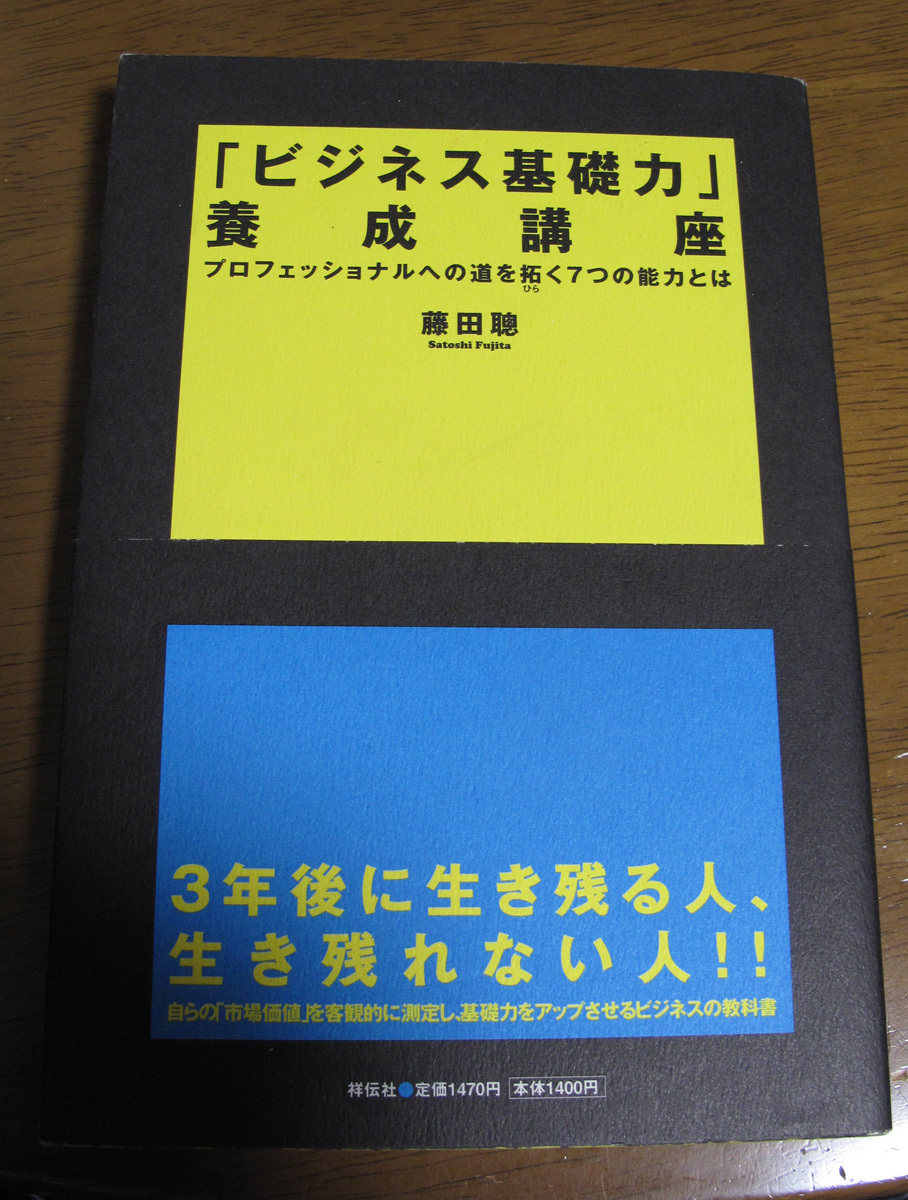 「ビジネス基礎力」
養成講座
プロフェッショナルへの道を拓く7つの能力とは
ひら
藤田聰
Satoshi Fujita
3年後に生き残る人、
生き残れない人!!
自らの「市場価値」を客観的に測定し、基礎力をアップさせるビジネスの教科書
祥伝社●定価1470円 本体1400円